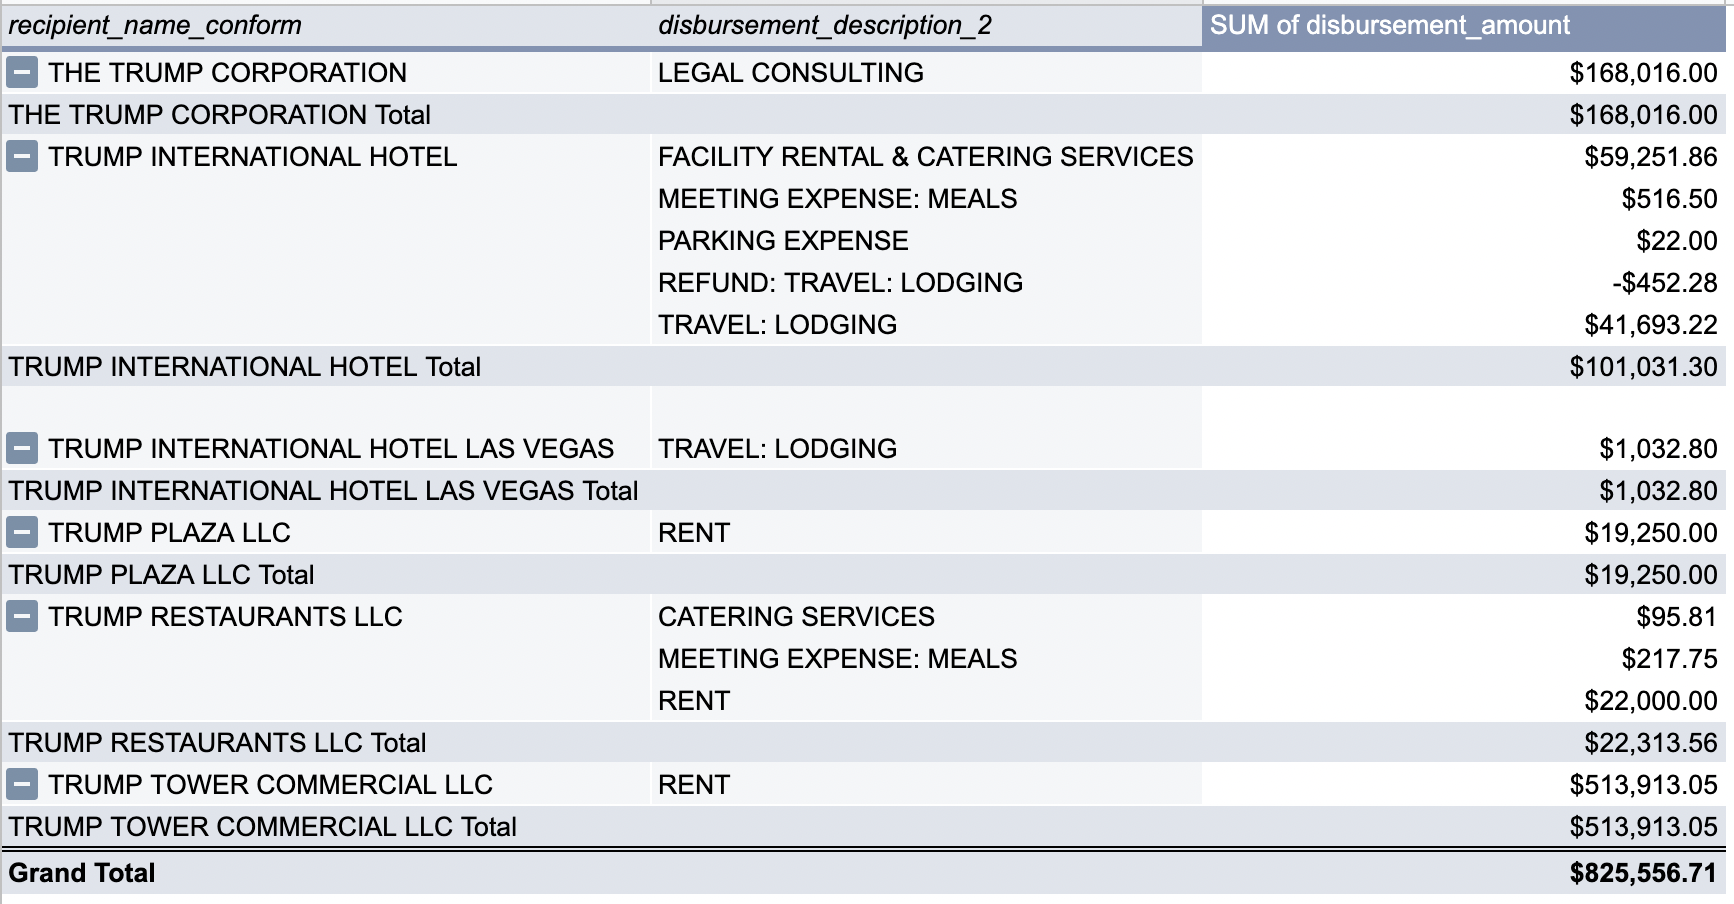 recipient_name_conform disbursement_description_2 SUM of disbursement_amount
THE TRUMP CORPORATION LEGAL CONSULTING $168,016.00
THE TRUMP CORPORATION Total $168,016.00
TRUMP INTERNATIONAL HOTEL FACILITY RENTAL & CATERING SERVICES $59,251.86
MEETING EXPENSE: MEALS $516.50
PARKING EXPENSE $22.00
REFUND: TRAVEL: LODGING -$452.28
TRAVEL: LODGING $41,693.22
TRUMP INTERNATIONAL HOTEL Total $101,031.30
TRUMP INTERNATIONAL HOTEL LAS VEGAS TRAVEL: LODGING $1,032.80
TRUMP INTERNATIONAL HOTEL LAS VEGAS Total $1,032.80
TRUMP PLAZA LLC RENT $19,250.00
TRUMP PLAZA LLC Total $19,250.00
TRUMP RESTAURANTS LLC CATERING SERVICES $95.81
MEETING EXPENSE: MEALS $217.75
RENT $22,000.00
TRUMP RESTAURANTS LLC Total $22,313.56
TRUMP TOWER COMMERCIAL LLC RENT $513,913.05
TRUMP TOWER COMMERCIAL LLC Total $513,913.05
Grand Total $825,556.71